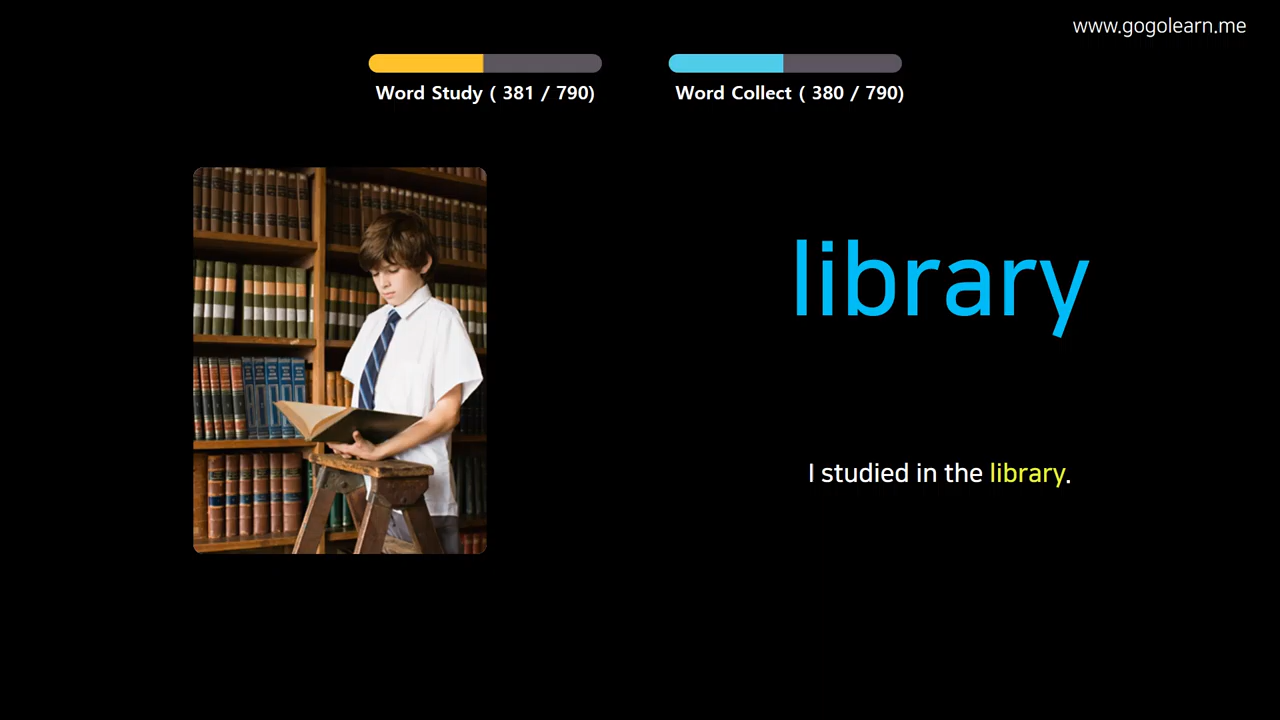 www.gogolearn.me
Word Study ( 381 / 790)
Word Collect ( 380 / 790)
library
I studied in the library.